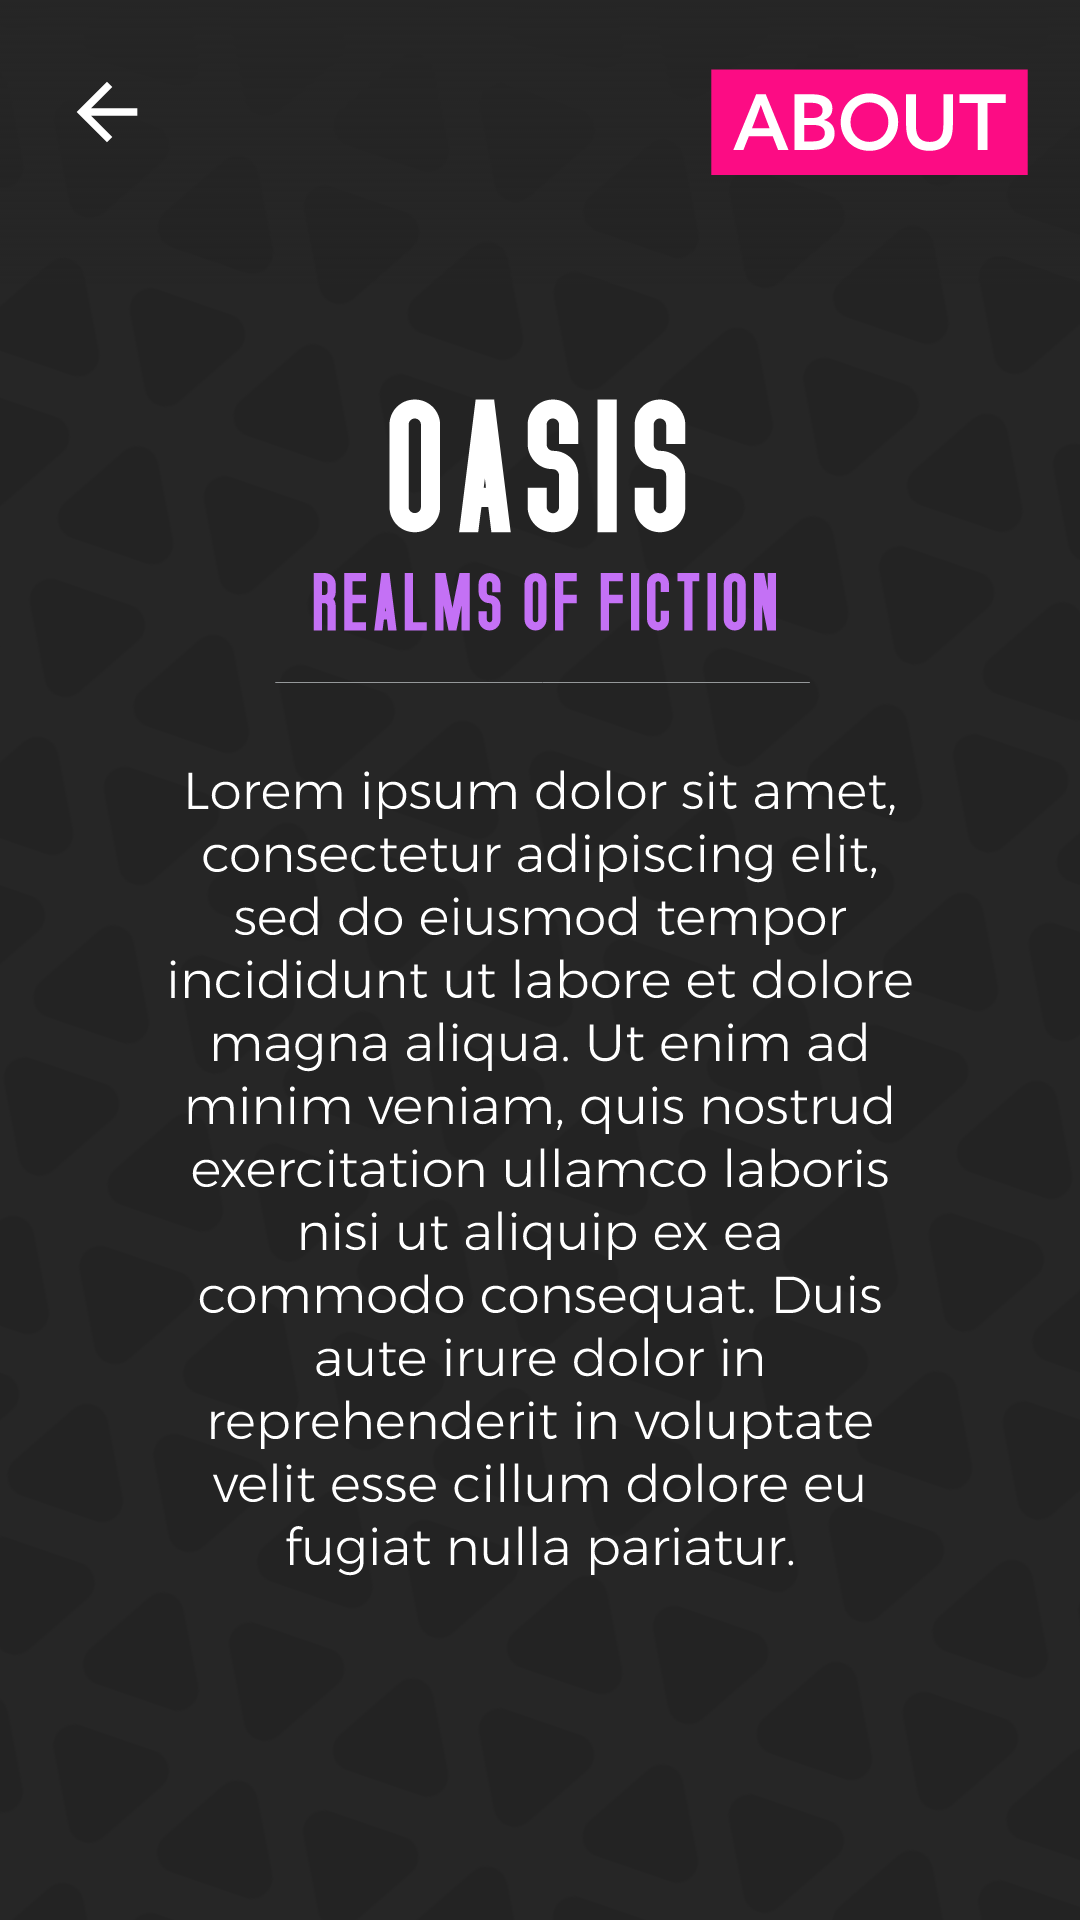 ABOUT
OASIS
REALMS OF FICTION
Lorem ipsum dolor sit amet,
consectetur adipiscing elit,
sed do eiusmod tempor
incididunt ut labore et dolore
magna aliqua. Ut enim ad
minim veniam, quis nostrud
exercitation ullamco laboris
nisi ut aliquip ex ea
commodo consequat. Duis
aute irure dolor in
reprehenderit in voluptate
velit esse cillum dolore eu
fugiat nulla pariatur.